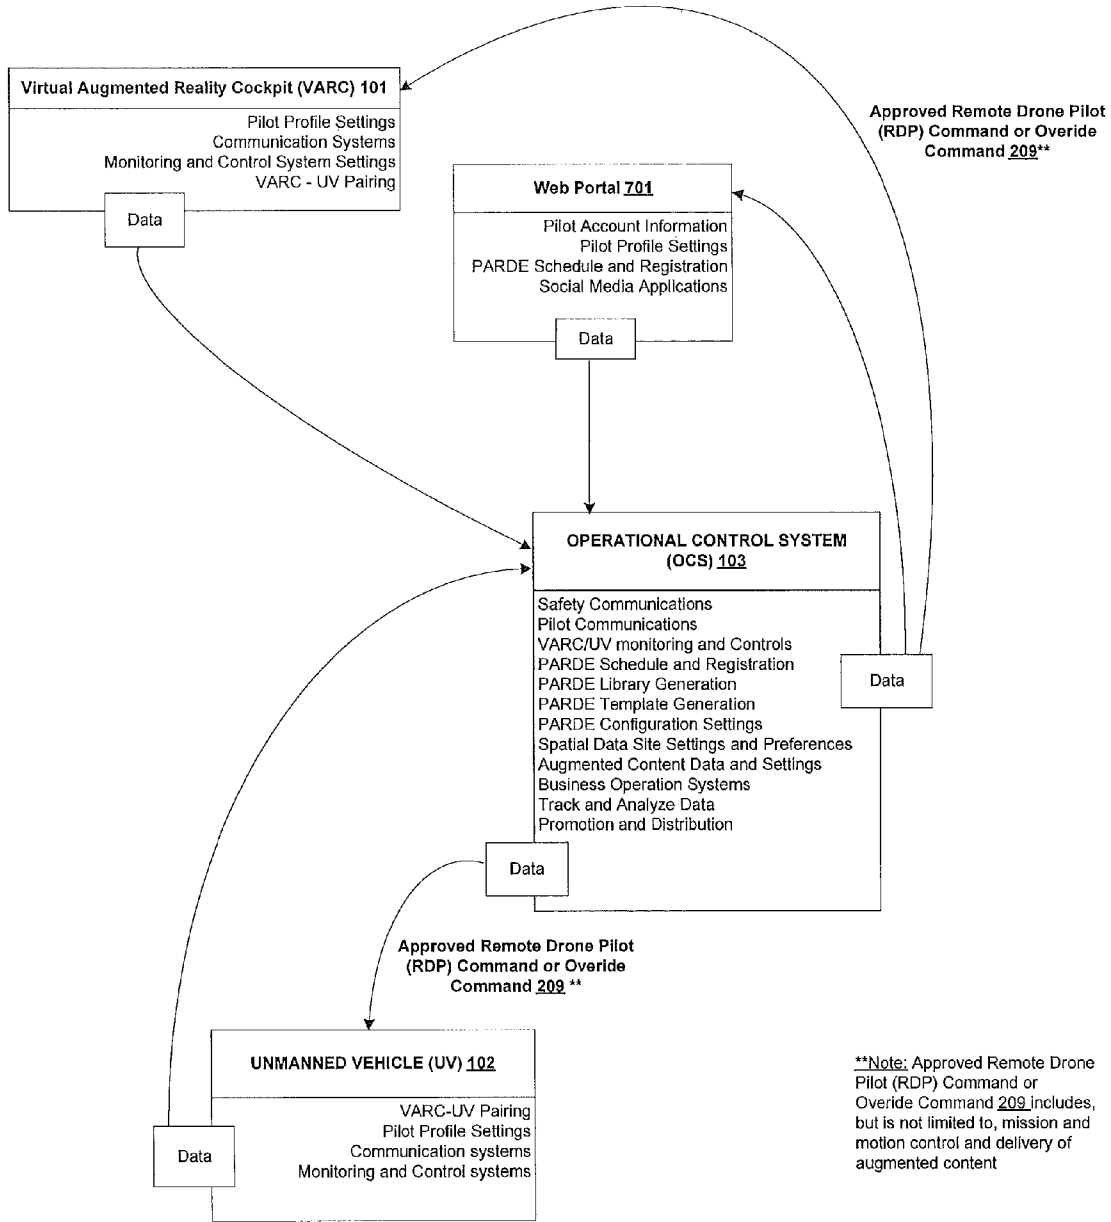 Virtual Augmented Reality Cockpit (VARC) 101
Pilot Profile Settings
Communication Systems
Monitoring and Control System Settings
VARC - UV Pairing
Data
Approved Remote Drone Pilot
(RDP) Command or Overide
Command 209**
Web Portal 701
Pilot Account Information
Pilot Profile Settings
PARDE Schedule and Registration
Social Media Applications
Data
OPERATIONAL CONTROL SYSTEM
(OCS) 103
Safety Communications
Pilot Communications
VARC/UV monitoring and Controls
PARDE Schedule and Registration
PARDE Library Generation
PARDE Template Generation
PARDE Configuration Settings
Spatial Data Site Settings and Preferences
Augmented Content Data and Settings
Business Operation Systems
Track and Analyze Data
Promotion and Distribution
Data
Data
Approved Remote Drone Pilot
(RDP) Command or Overide
Command 209 **
UNMANNED VEHICLE (UV) 102
VARC-UV Pairing
Pilot Profile Settings
Communication systems
Monitoring and Control systems
Data
**Note: Approved Remote Drone
Pilot (RDP) Command or
Overide Command 209 includes,
but is not limited to, mission and
motion control and delivery of
augmented content